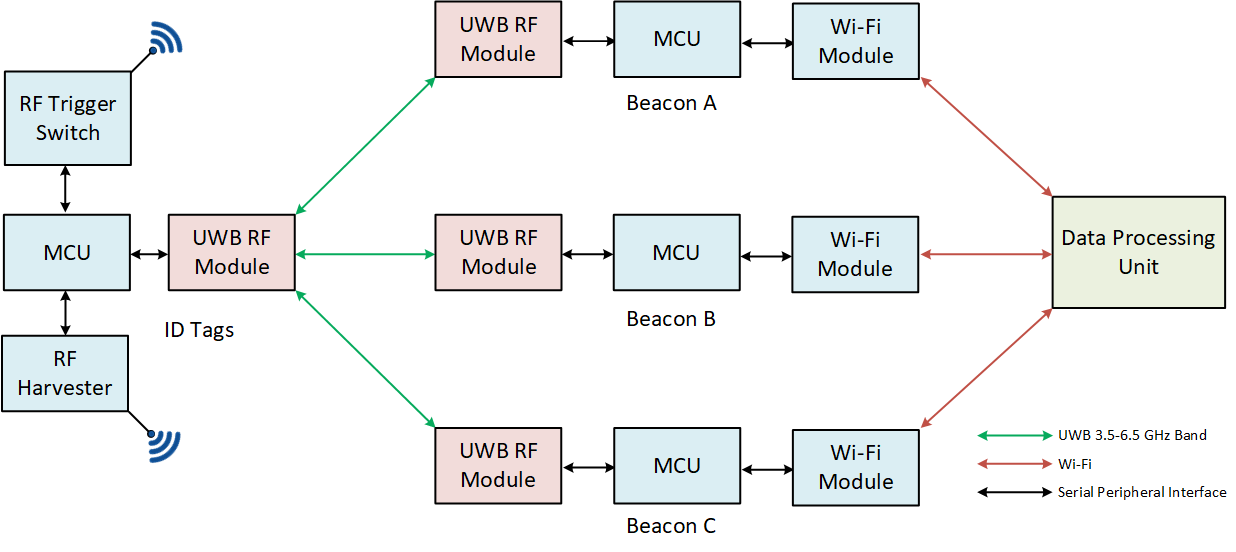 RF Trigger
Switch
MCU
RF
Harvester
UWB RF
Module
ID Tags
UWB RF
Module
MCU
Wi-Fi
Module
Beacon A
UWB RF
Module
MCU
Wi-Fi
Module
Beacon B
UWB RF
Module
MCU
Wi-Fi
Module
Beacon C
Data Processing
Unit
UWB 3.5-6.5 GHz Band
Wi-Fi
Serial Peripheral Interface